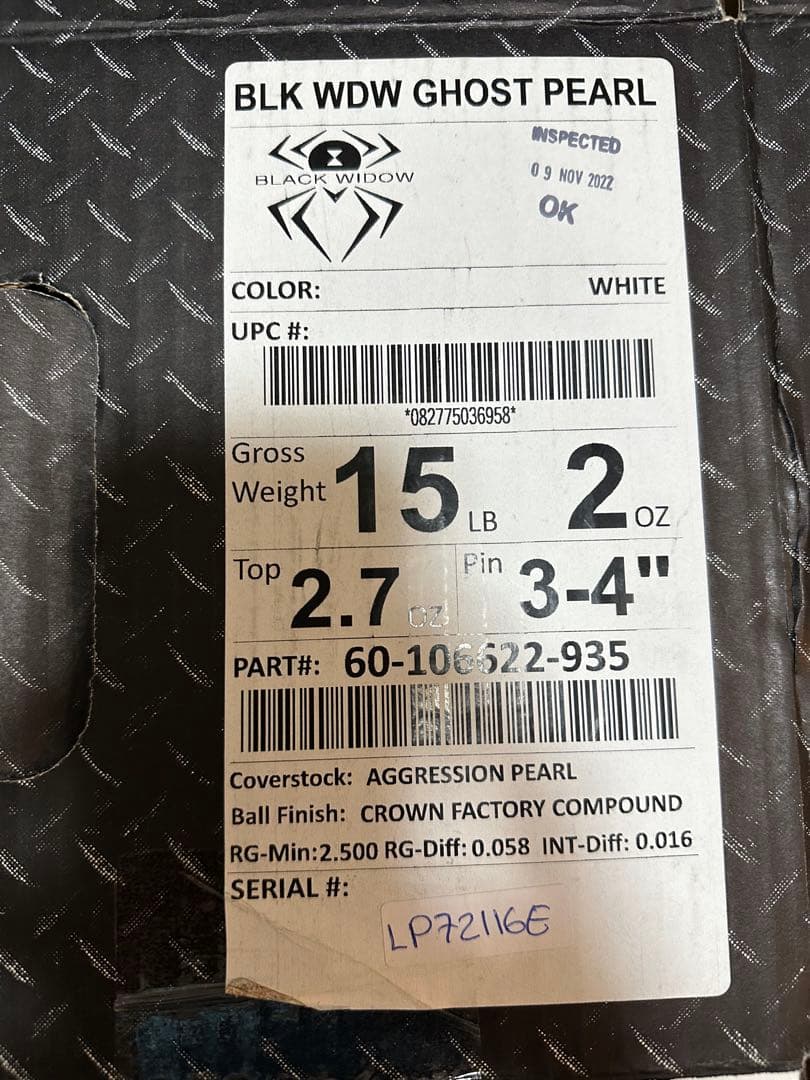 BLK WDW GHOST PEARL
BLACK WIDOW
INSPECTED
09 NOV 2022
OK
COLOR: WHITE
UPC #:
*082775036958*
Gross Weight 15 LB 2 OZ
Top 2.7 OZ Pin 3-4"
PART#: 60-106622-935
Coverstock: AGGRESSION PEARL
Ball Finish: CROWN FACTORY COMPOUND
RG-Min:2.500 RG-Diff: 0.058 INT-Diff: 0.016
SERIAL #:
LP72116E